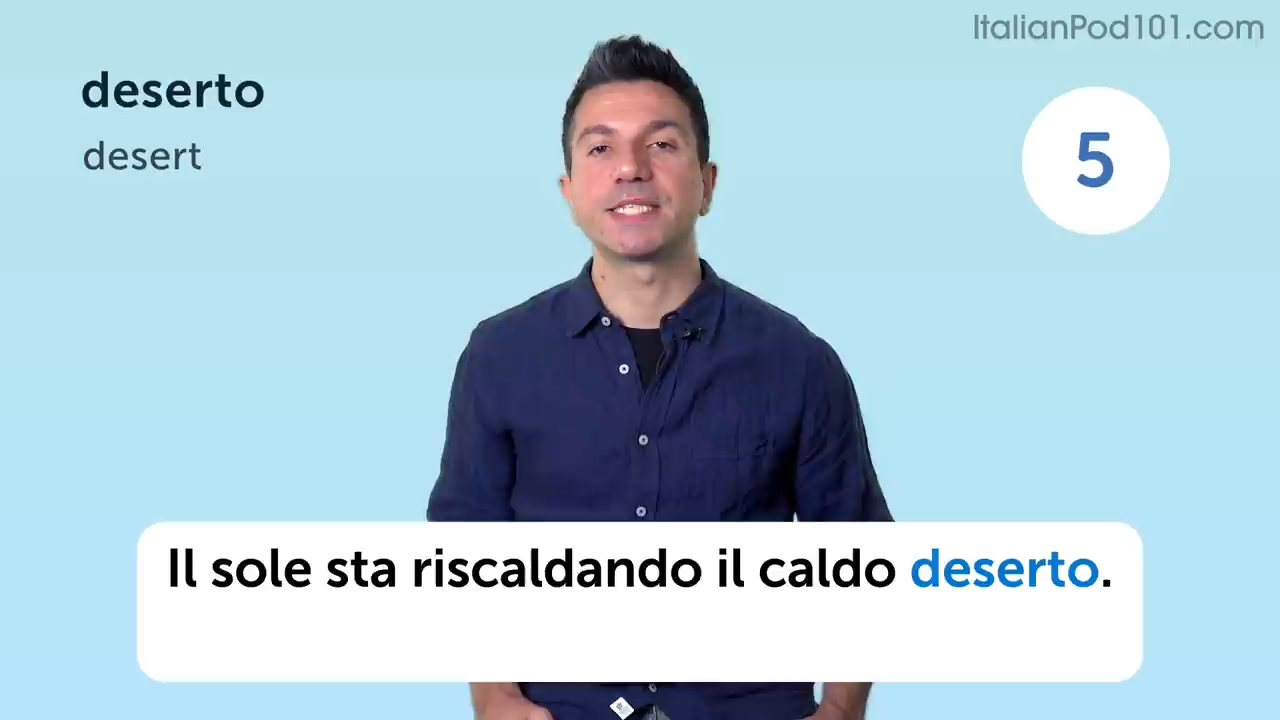 ItalianPod101.com
deserto
desert
5
Il sole sta riscaldando il caldo deserto.